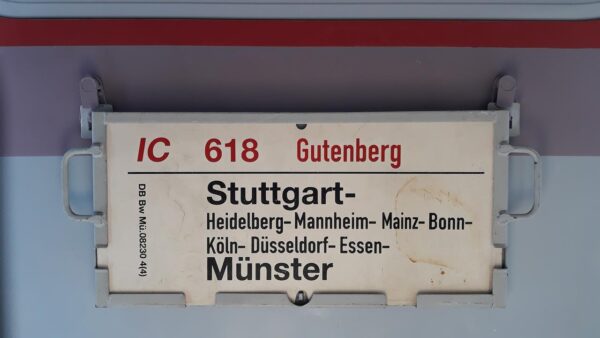 IC 618 Gutenberg
Stuttgart-
Heidelberg- Mannheim- Mainz- Bonn-
Köln- Düsseldorf- Essen-
Münster
DB Bw Mü.08230 4(4)